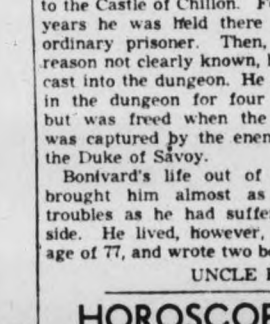 to the Castle of Chillon.
years he was held there
ordinary prisoner. Then,
reason not clearly known,
cast into the dungeon. He
in the dungeon for four
but was freed when the
was captured by the enem
the Duke of Savoy.
Bonivard's life out of
brought him almost as
troubles as he had suffe
side. He lived, however,
age of 77, and wrote two b
UNCLE
HOROSCOP